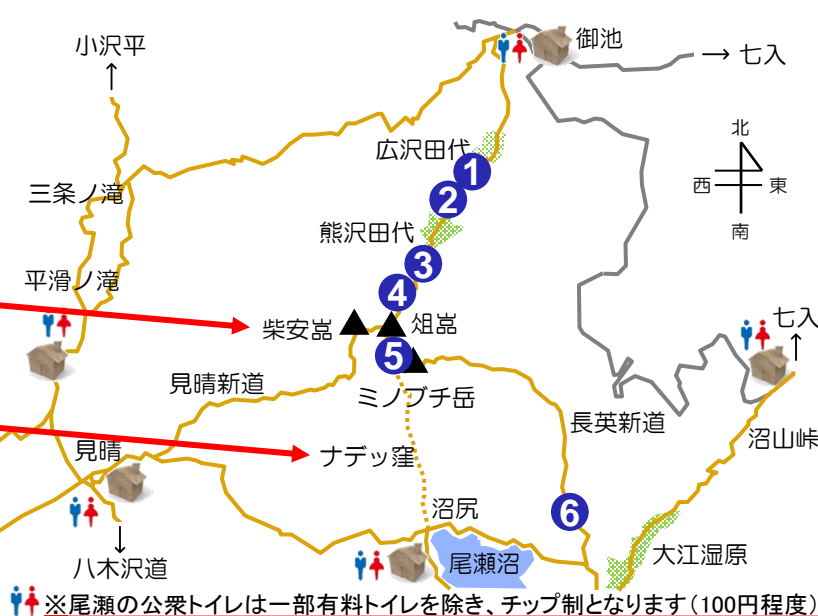 小沢平
↑
御池
→ 七入
北
西 東
南
広沢田代
1
2
三条ノ滝
熊沢田代
3
平滑ノ滝
4
柴安嵓
俎嵓
七入
↑
5
見晴新道
ミノブチ岳
長英新道
沼山峠
見晴
ナデッ窪
沼尻
6
大江湿原
尾瀬沼
↓
八木沢道
※尾瀬の公衆トイレは一部有料トイレを除き、チップ制となります(100円程度)